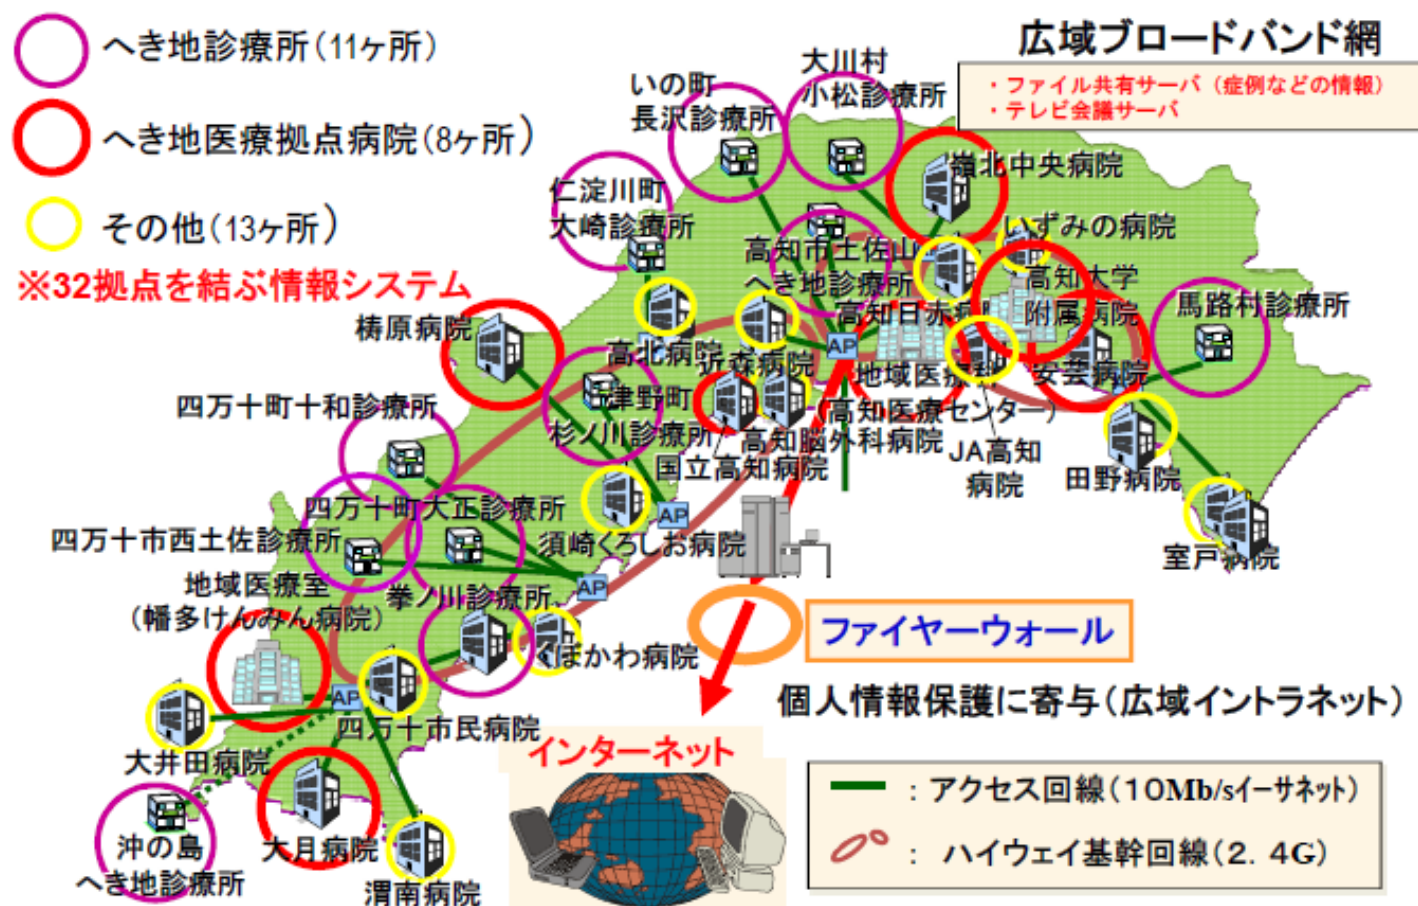 へき地診療所(11ヶ所)
へき地医療拠点病院(8ヶ所)
その他(13ヶ所)
※32拠点を結ぶ情報システム
広域ブロードバンド網
・ファイル共有サーバ(症例などの情報)
・テレビ会議サーバ
大川村
小松診療所
いの町
長沢診療所
嶺北中央病院
仁淀川町
大崎診療所
高知市土佐山
へき地診療所
いずみの病院
高知大学
附属病院
馬路村診療所
梼原病院
高北病院
近森病院
高知日赤病
AP
地域医療
(高知医療センター)
安芸病院
四万十町十和診療所
津野町
杉ノ川診療所
国立高知病院
高知脳外科病院
JA高知
病院
田野病院
室戸病院
AP
須崎くろしお病院
四万十町大正診療所
四万十市西土佐診療所
地域医療室
(幡多けんみん病院)
拳ノ川診療所
AP
くぼかわ病院
AP
四万十市民病院
大井田病院
沖の島
へき地診療所
大月病院
渭南病院
ファイヤーウォール
個人情報保護に寄与(広域イントラネット)
インターネット
:アクセス回線(10Mb/sイーサネット)
:ハイウェイ基幹回線(2.4G)